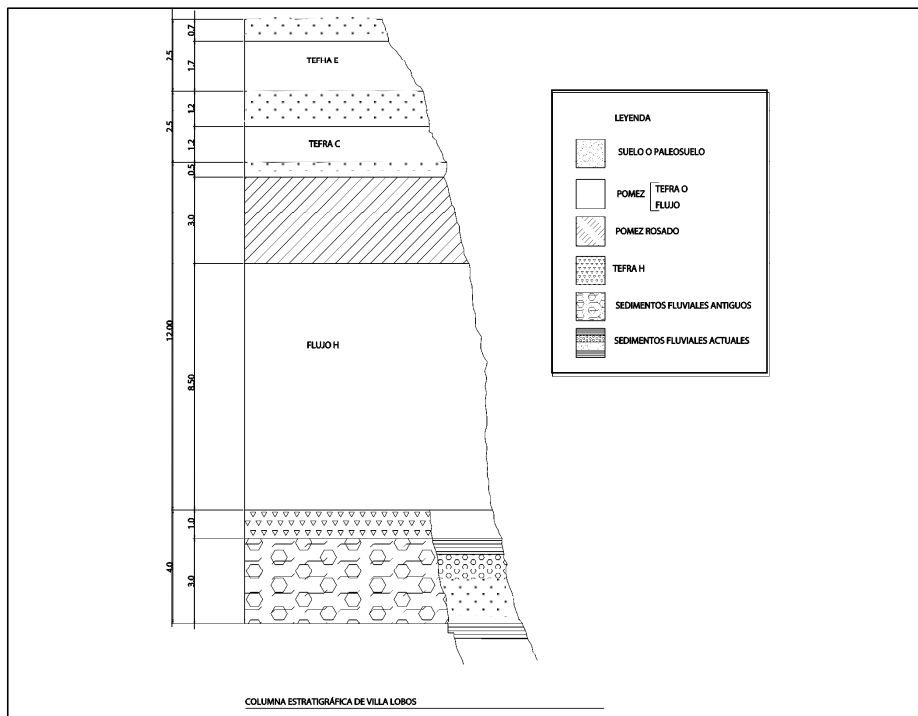 0.7
2.5
TEFHA E
1.7
1.2
2.5
TEFRA C
1.2
0.5
3.0
12.00
FLUJO H
8.50
1.0
4.0
3.0
LEYENDA
SUELO O PALEOSUELO
POMEZ
TEFRA O
FLUJO
POMEZ ROSADO
TEFRA H
SEDIMENTOS FLUVIALES ANTIGUOS
SEDIMENTOS FLUVIALES ACTUALES
COLUMNA ESTRATIGRÁFICA DE VILLA LOBOS